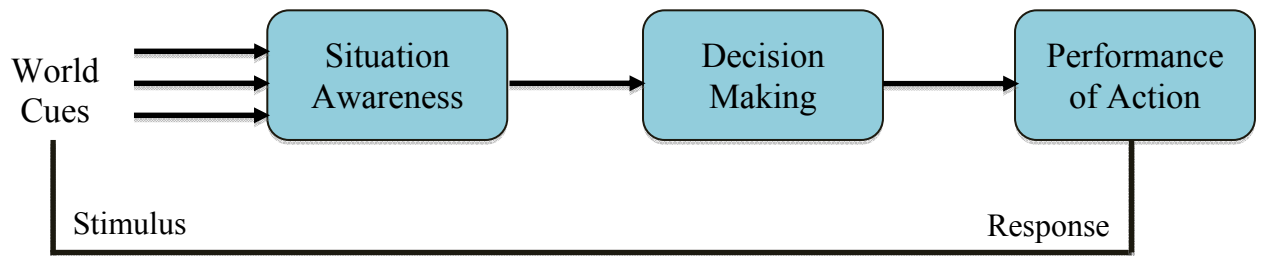 World
Cues
Situation
Awareness
Decision
Making
Performance
of Action
Stimulus
Response